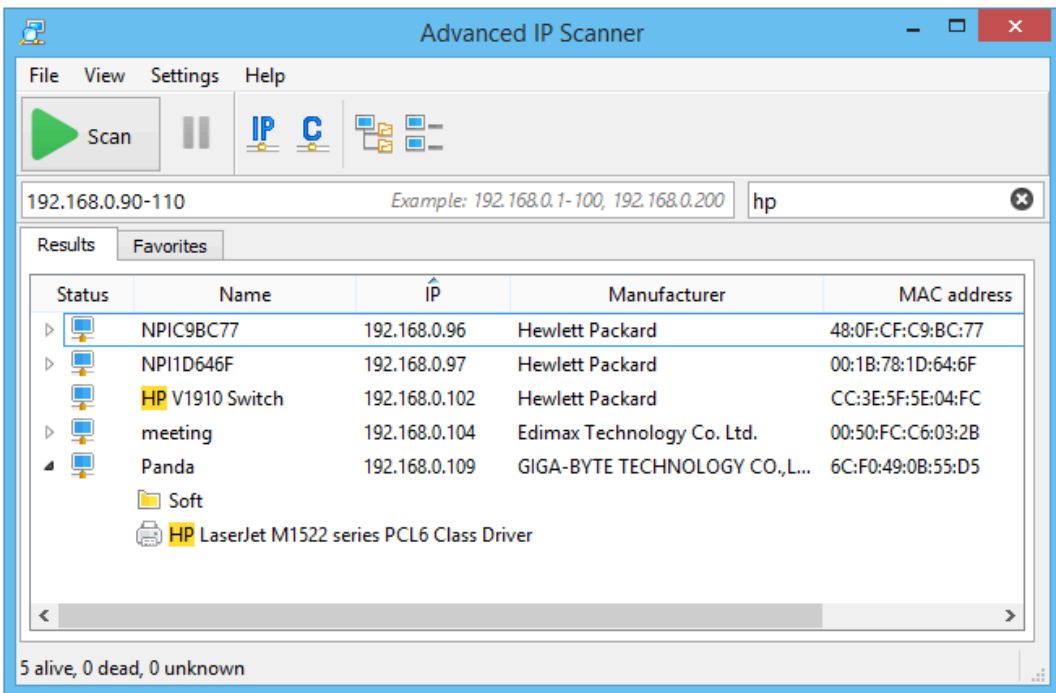 Advanced IP Scanner
File View Settings Help
Scan IP C
192.168.0.90-110 Example: 192.168.0.1-100, 192.168.0.200 hp
Results Favorites
Status Name IP Manufacturer MAC address
NPIC9BC77 192.168.0.96 Hewlett Packard 48:0F:CF:C9:BC:77
NPI1D646F 192.168.0.97 Hewlett Packard 00:1B:78:1D:64:6F
HP V1910 Switch 192.168.0.102 Hewlett Packard CC:3E:5F:5E:04:FC
meeting 192.168.0.104 Edimax Technology Co. Ltd. 00:50:FC:C6:03:2B
Panda 192.168.0.109 GIGA-BYTE TECHNOLOGY CO.,L... 6C:F0:49:0B:55:D5
Soft
HP LaserJet M1522 series PCL6 Class Driver
5 alive, 0 dead, 0 unknown